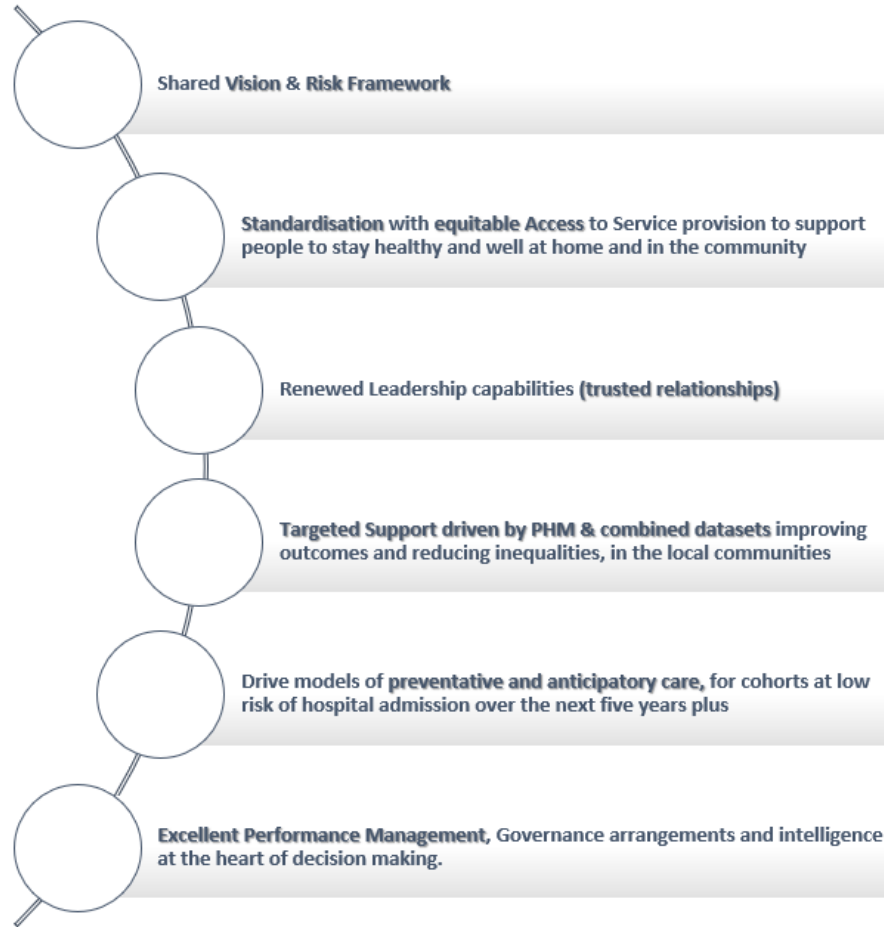 Shared Vision & Risk Framework
Standardisation with equitable Access to Service provision to support
people to stay healthy and well at home and in the community
Renewed Leadership capabilities (trusted relationships)
Targeted Support driven by PHM & combined datasets improving
outcomes and reducing inequalities, in the local communities
Drive models of preventative and anticipatory care, for cohorts at low
risk of hospital admission over the next five years plus
Excellent Performance Management, Governance arrangements and intelligence
at the heart of decision making.